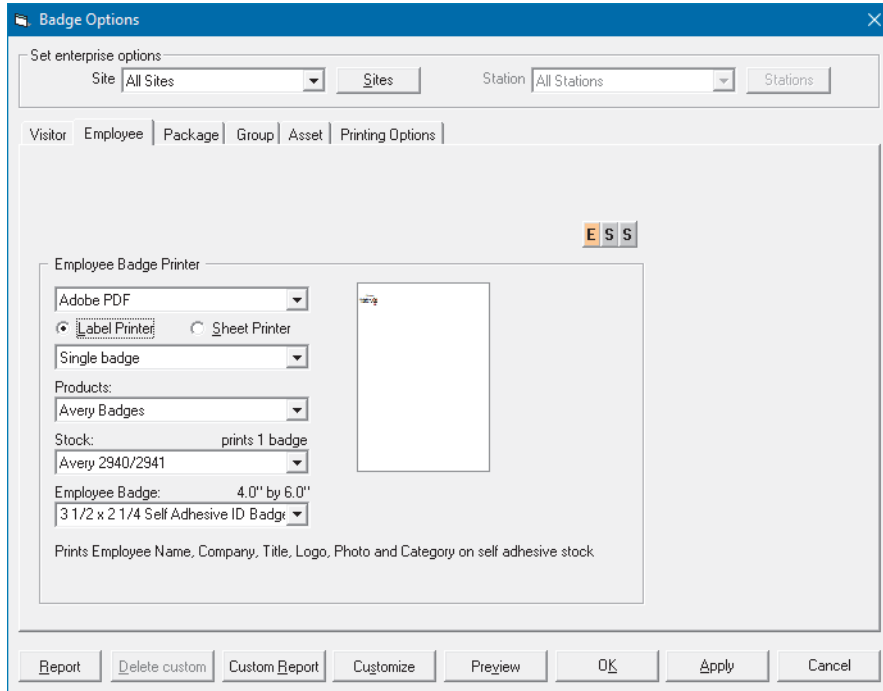 Badge Options
Set enterprise options
Site All Sites Sites Station All Stations Stations
Visitor Employee Package Group Asset Printing Options
E S S
Employee Badge Printer
Adobe PDF
Label Printer Sheet Printer
Single badge
Products:
Avery Badges
Stock: prints 1 badge
Avery 2940/2941
Employee Badge: 4.0" by 6.0"
3 1/2 x 2 1/4 Self Adhesive ID Badge
Prints Employee Name, Company, Title, Logo, Photo and Category on self adhesive stock
Report Delete custom Custom Report Customize Preview OK Apply Cancel